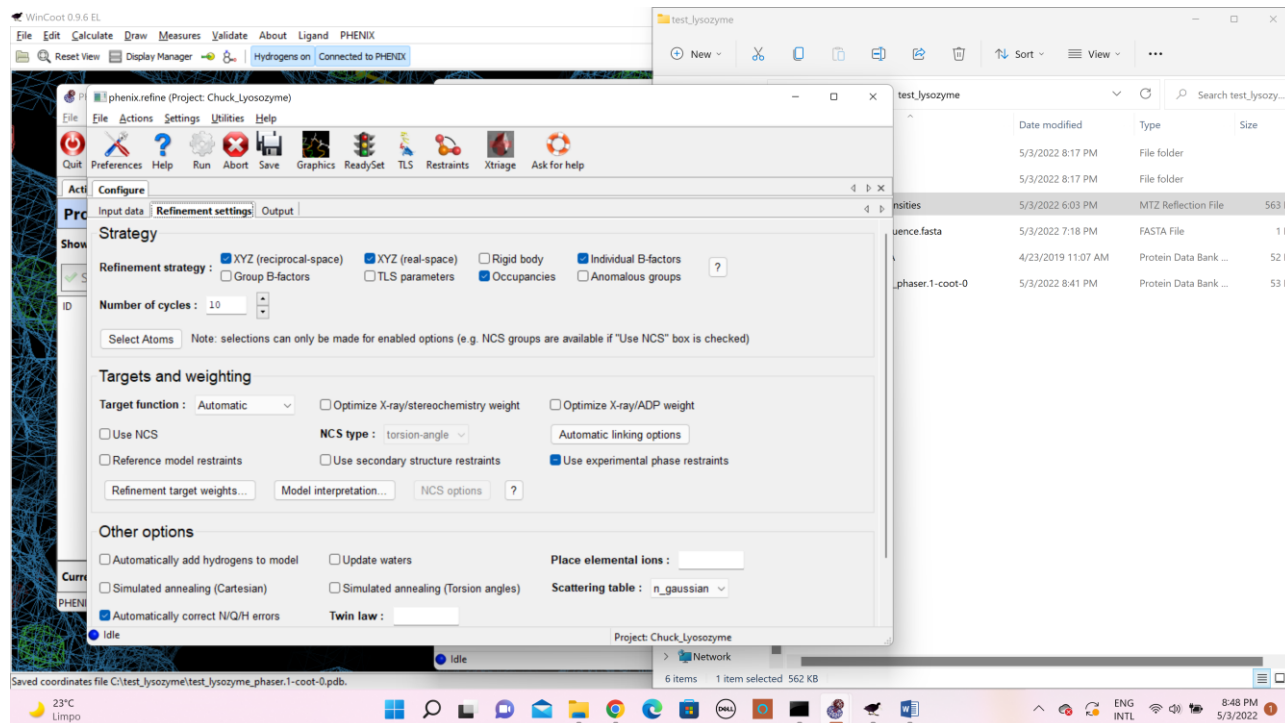 WinCoot 0.9.6 EL
File Edit Calculate Draw Measures Validate About Ligand PHENIX
Reset View Display Manager Hydrogens on Connected to PHENIX
test_lysozyme
New Sort View
test_lysozyme Search test_lysozy...
Date modified Type Size
5/3/2022 8:17 PM File folder
5/3/2022 8:17 PM File folder
nsities 5/3/2022 6:03 PM MTZ Reflection File 563
uence.fasta 5/3/2022 7:18 PM FASTA File 1
4/23/2019 11:07 AM Protein Data Bank ... 52
_phaser.1-coot-0 5/3/2022 8:41 PM Protein Data Bank ... 53
Network
6 items 1 item selected 562 KB
File
Quit
Acti
Pro
Show
S
ID
Curre
PHENI
phenix.refine (Project: Chuck_Lyosozyme)
File Actions Settings Utilities Help
Preferences Help Run Abort Save Graphics ReadySet TLS Restraints Xtriage Ask for help
Configure
Input data Refinement settings Output
Strategy
Refinement strategy : XYZ (reciprocal-space) XYZ (real-space) Rigid body Individual B-factors ?
Group B-factors TLS parameters Occupancies Anomalous groups
Number of cycles : 10
Select Atoms Note: selections can only be made for enabled options (e.g. NCS groups are available if "Use NCS" box is checked)
Targets and weighting
Target function : Automatic Optimize X-ray/stereochemistry weight Optimize X-ray/ADP weight
Use NCS NCS type : torsion-angle Automatic linking options
Reference model restraints Use secondary structure restraints Use experimental phase restraints
Refinement target weights... Model interpretation... NCS options ?
Other options
Automatically add hydrogens to model Update waters Place elemental ions :
Simulated annealing (Cartesian) Simulated annealing (Torsion angles) Scattering table : n_gaussian
Automatically correct N/Q/H errors Twin law :
Idle Project: Chuck_Lyosozyme
Idle
Saved coordinates file C:\test_lysozyme\test_lysozyme_phaser.1-coot-0.pdb.
23°C
Limpo
DELL
W
ENG
INTL
8:48 PM
5/3/2022
1